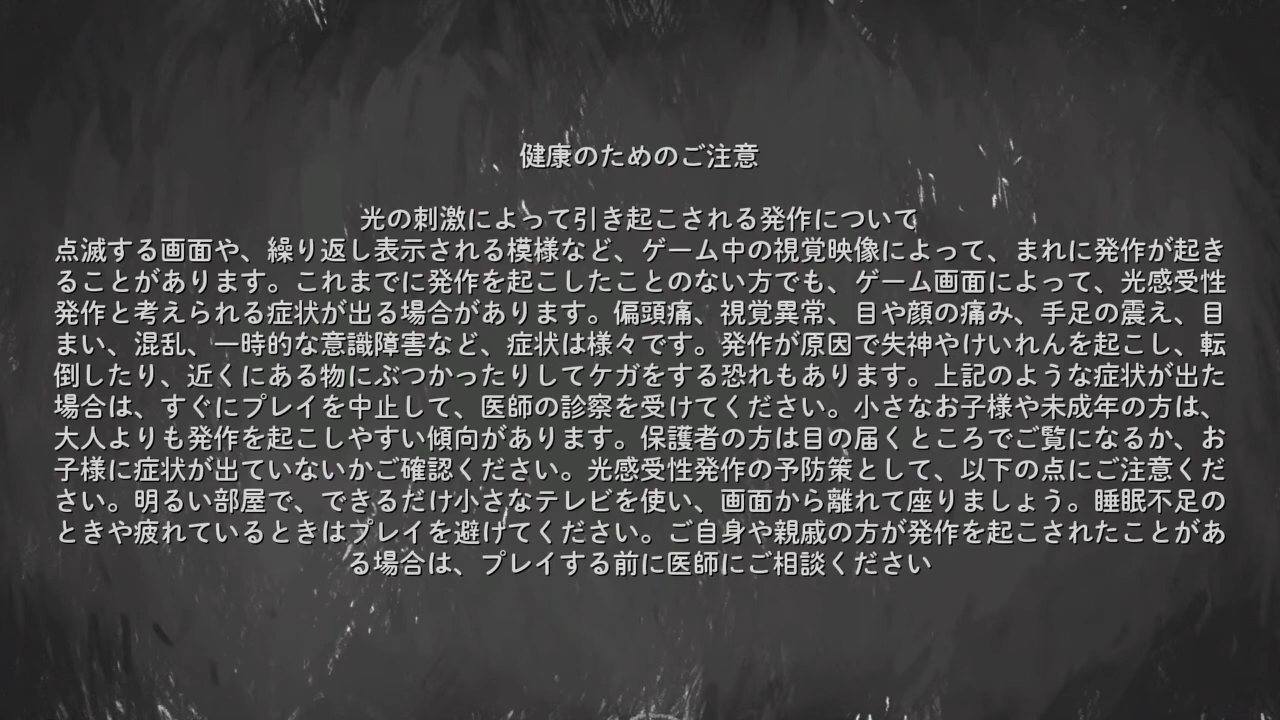 健康のためのご注意
光の刺激によって引き起こされる発作について
点滅する画面や、繰り返し表示される模様など、ゲーム中の視覚映像によって、まれに発作が起き
ることがあります。これまでに発作を起こしたことのない方でも、ゲーム画面によって、光感受性
発作と考えられる症状が出る場合があります。偏頭痛、視覚異常、目や顔の痛み、手足の震え、目
まい、混乱、一時的な意識障害など、症状は様々です。発作が原因で失神やけいれんを起こし、転
倒したり、近くにある物にぶつかったりしてケガをする恐れもあります。上記のような症状が出た
場合は、すぐにプレイを中止して、医師の診察を受けてください。小さなお子様や未成年の方は、
大人よりも発作を起こしやすい傾向があります。保護者の方は目の届くところでご覧になるか、お
子様に症状が出ていないかご確認ください。光感受性発作の予防策として、以下の点にご注意くだ
さい。明るい部屋で、できるだけ小さなテレビを使い、画面から離れて座りましょう。睡眠不足の
ときや疲れているときはプレイを避けてください。ご自身や親戚の方が発作を起こされたことがあ
る場合は、プレイする前に医師にご相談ください